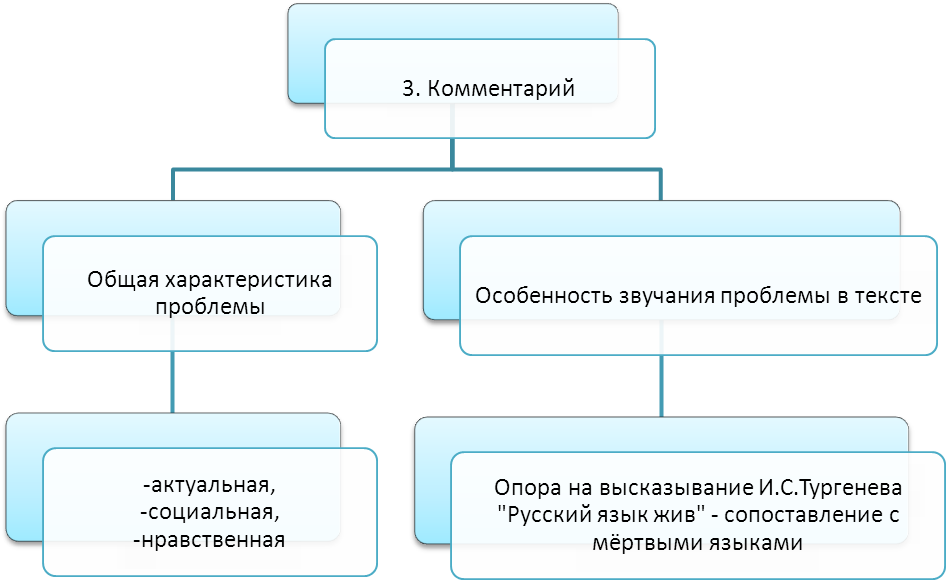 3. Комментарий
Общая характеристика
проблемы
Особенность звучания проблемы в тексте
-актуальная,
-социальная,
-нравственная
Опора на высказывание И.С.Тургенева
"Русский язык жив" - сопоставление с
мёртвыми языками